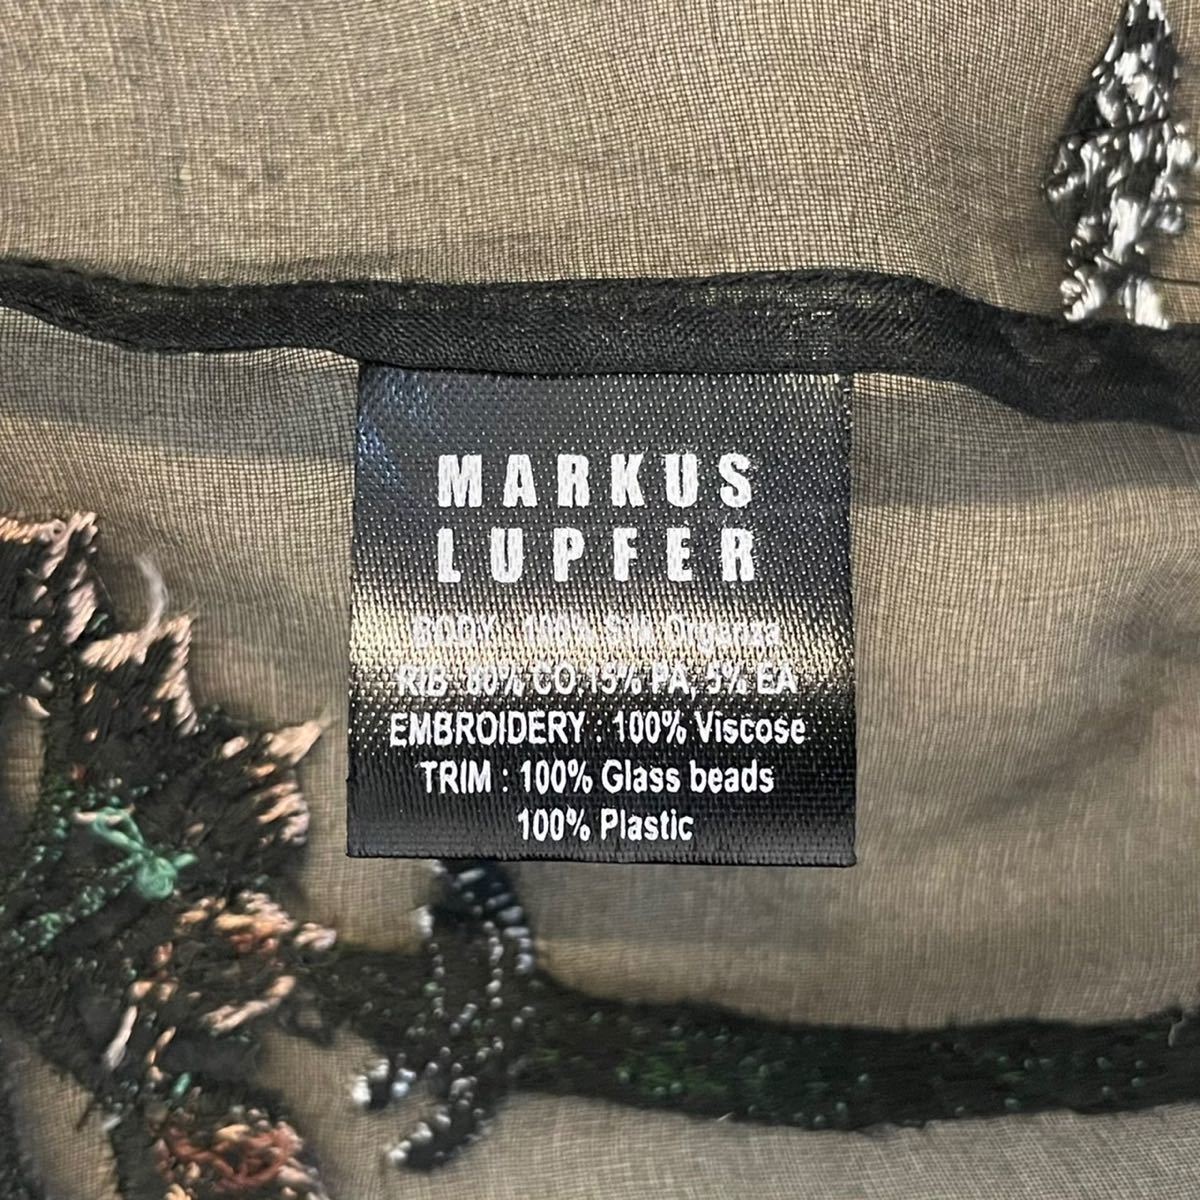 MARKUS
LUPFER
BODY : 100% Silk Organza
RIB: 80% CO,15% PA, 5% EA
EMBROIDERY : 100% Viscose
TRIM : 100% Glass beads
100% Plastic